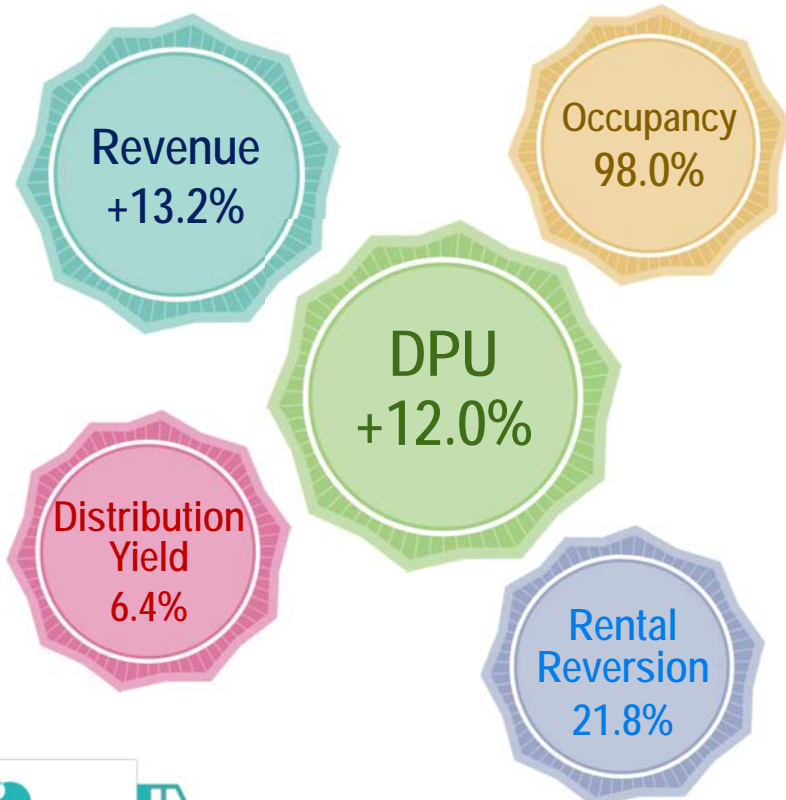 Revenue
+13.2%
Occupancy
98.0%
DPU
+12.0%
Distribution
Yield
6.4%
Rental
Reversion
21.8%